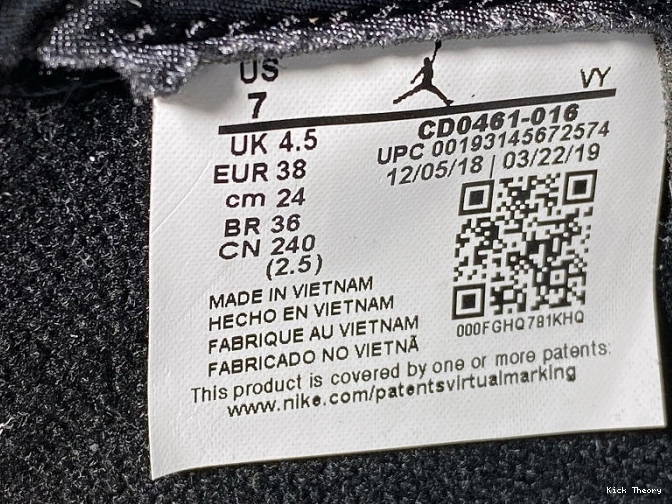 US
7
UK 4.5
EUR 38
cm 24
BR 36
CN 240
(2.5)
VY
CD0461-016
UPC 00193145672574
12/05/18 | 03/22/19
000FGHQ781KHQ
MADE IN VIETNAM
HECHO EN VIETNAM
FABRIQUE AU VIETNAM
FABRICADO NO VIETNÃ
This product is covered by one or more patents:
www.nike.com/patentsvirtualmarking
Kick Theory